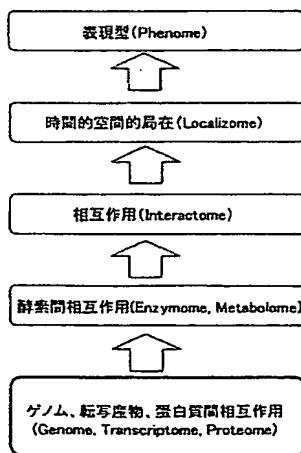 表現型(Phenome)
時間的空間的局在(Localizome)
相互作用(Interactome)
酵素間相互作用(Enzymome, Metabolome)
ゲノム、転写産物、蛋白質間相互作用
(Genome, Transcriptome, Proteome)